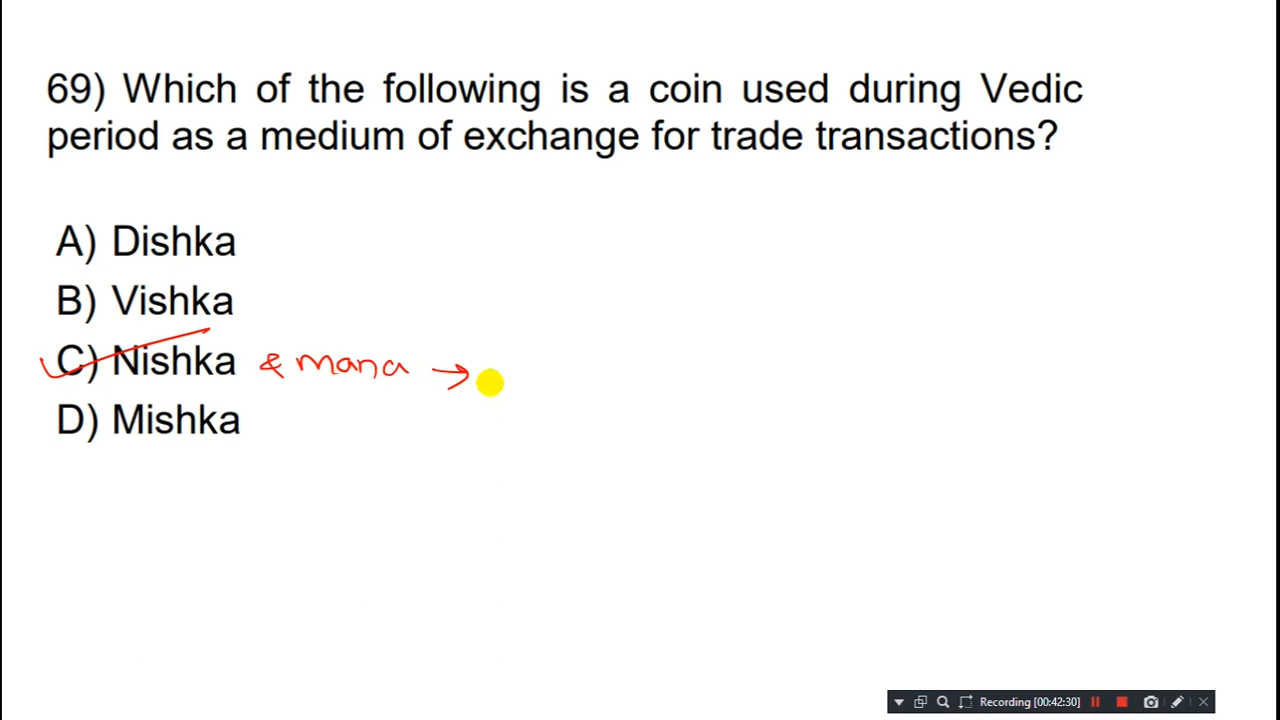 69) Which of the following is a coin used during Vedic
period as a medium of exchange for trade transactions?
A) Dishka
B) Vishka
C) Nishka & mana →
D) Mishka
Recording [00:42:30]